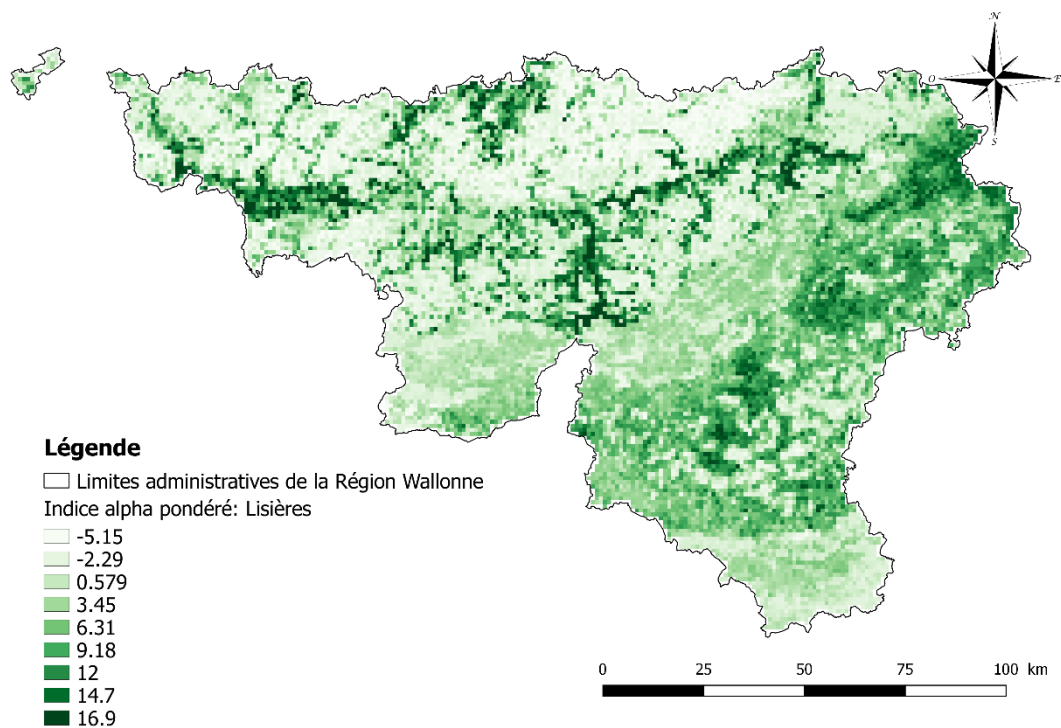 N
O
E
S
Légende
Limites administratives de la Région Wallonne
Indice alpha pondéré: Lisières
-5.15
-2.29
0.579
3.45
6.31
9.18
12
14.7
16.9
0 25 50 75 100 km